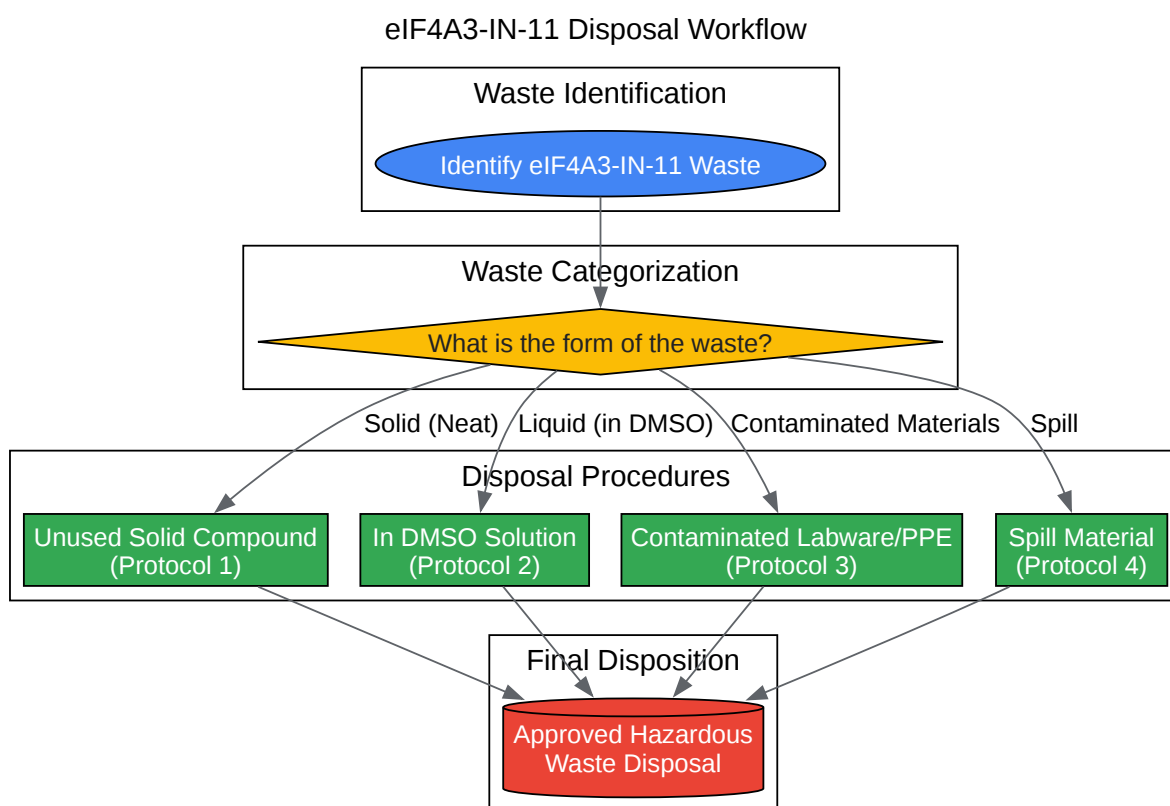 eIF4A3-IN-11 Disposal Workflow
Waste Identification
Identify eIF4A3-IN-11 Waste
Waste Categorization
What is the form of the waste?
Solid (Neat)
Liquid (in DMSO)
Contaminated Materials
Spill
Disposal Procedures
Unused Solid Compound
(Protocol 1)
In DMSO Solution
(Protocol 2)
Contaminated Labware/PPE
(Protocol 3)
Spill Material
(Protocol 4)
Final Disposition
Approved Hazardous
Waste Disposal